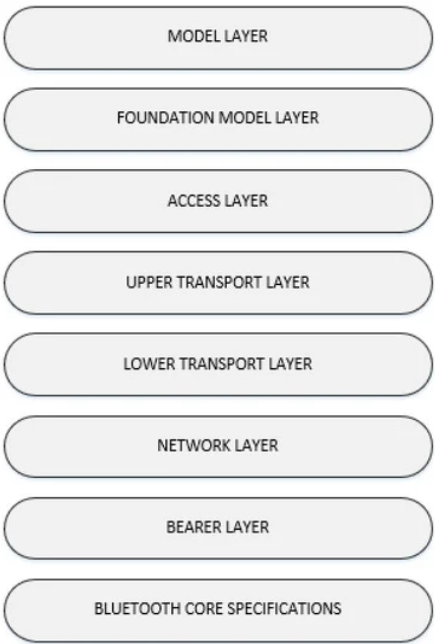 MODEL LAYER
FOUNDATION MODEL LAYER
ACCESS LAYER
UPPER TRANSPORT LAYER
LOWER TRANSPORT LAYER
NETWORK LAYER
BEARER LAYER
BLUETOOTH CORE SPECIFICATIONS